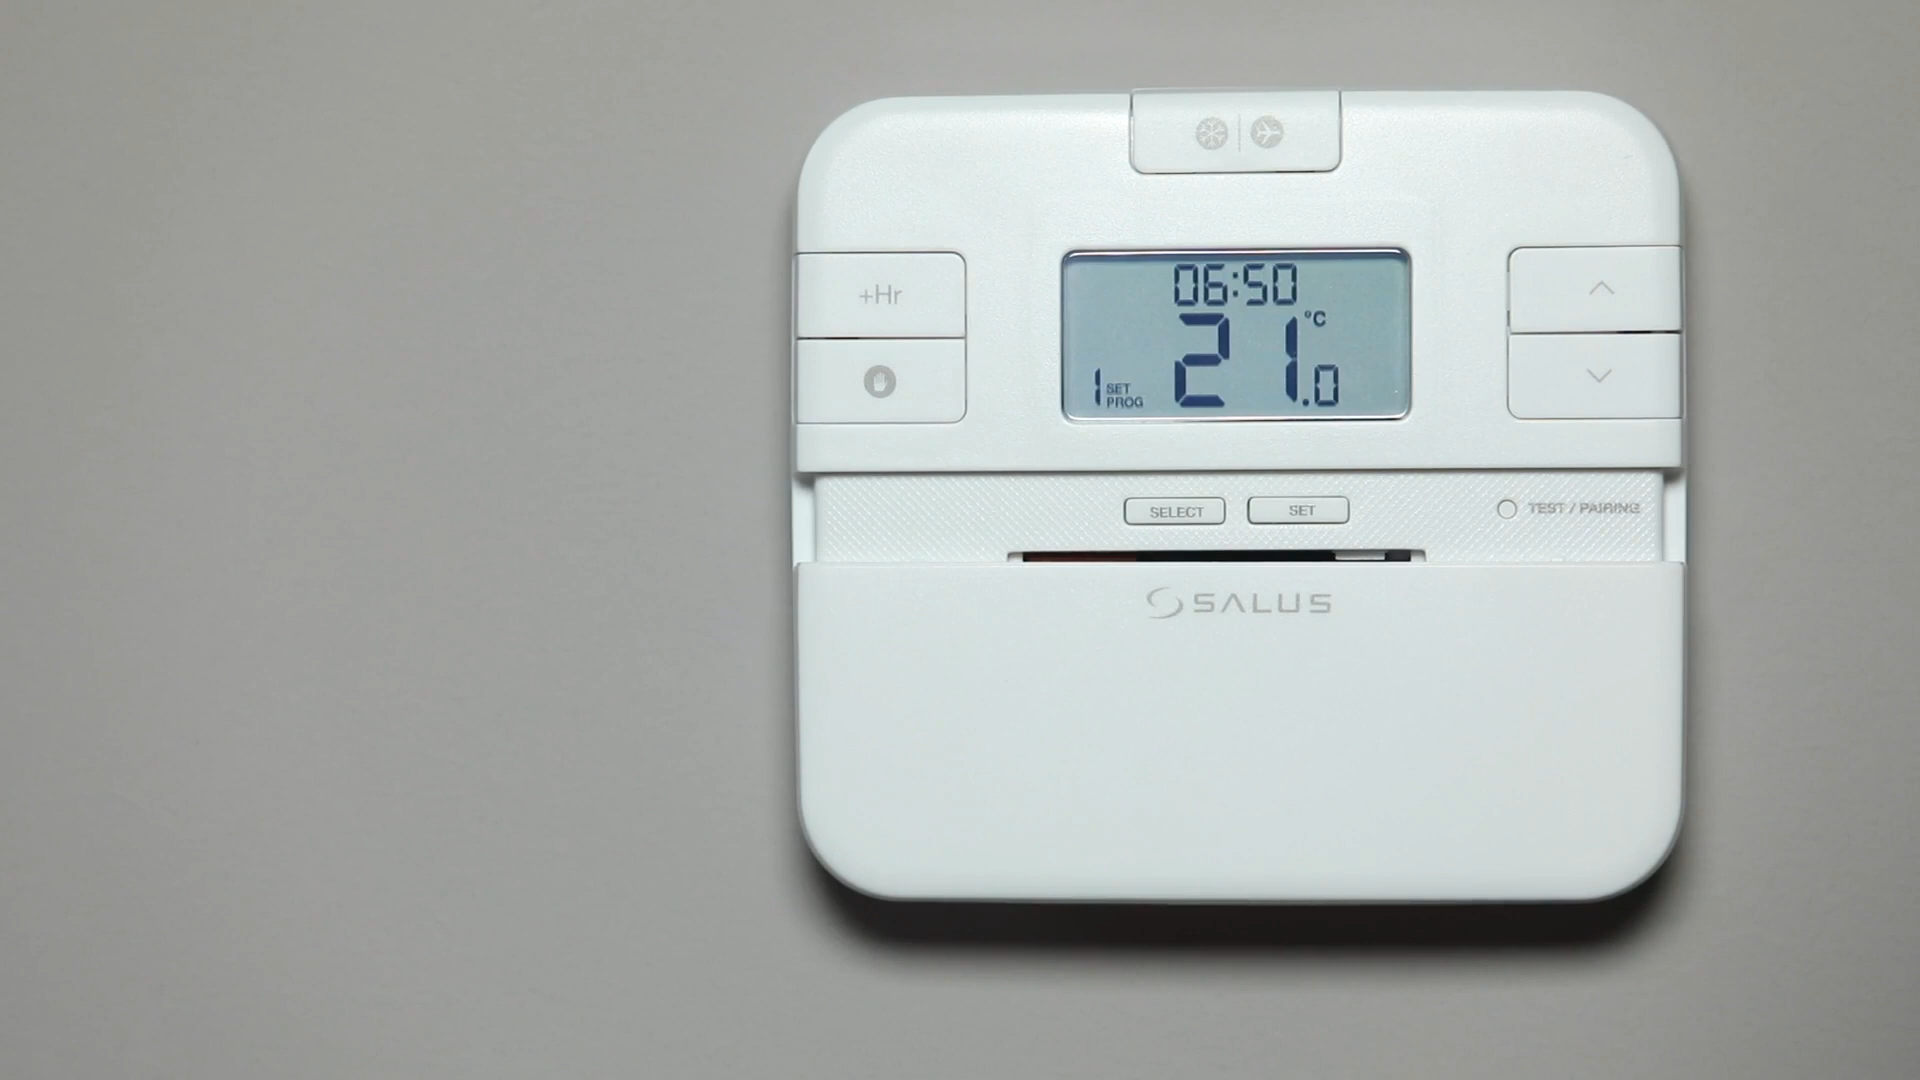 +Hr
06:50
21.0 °C
1 SET PROG
SELECT
SET
TEST / PAIRING
SALUS